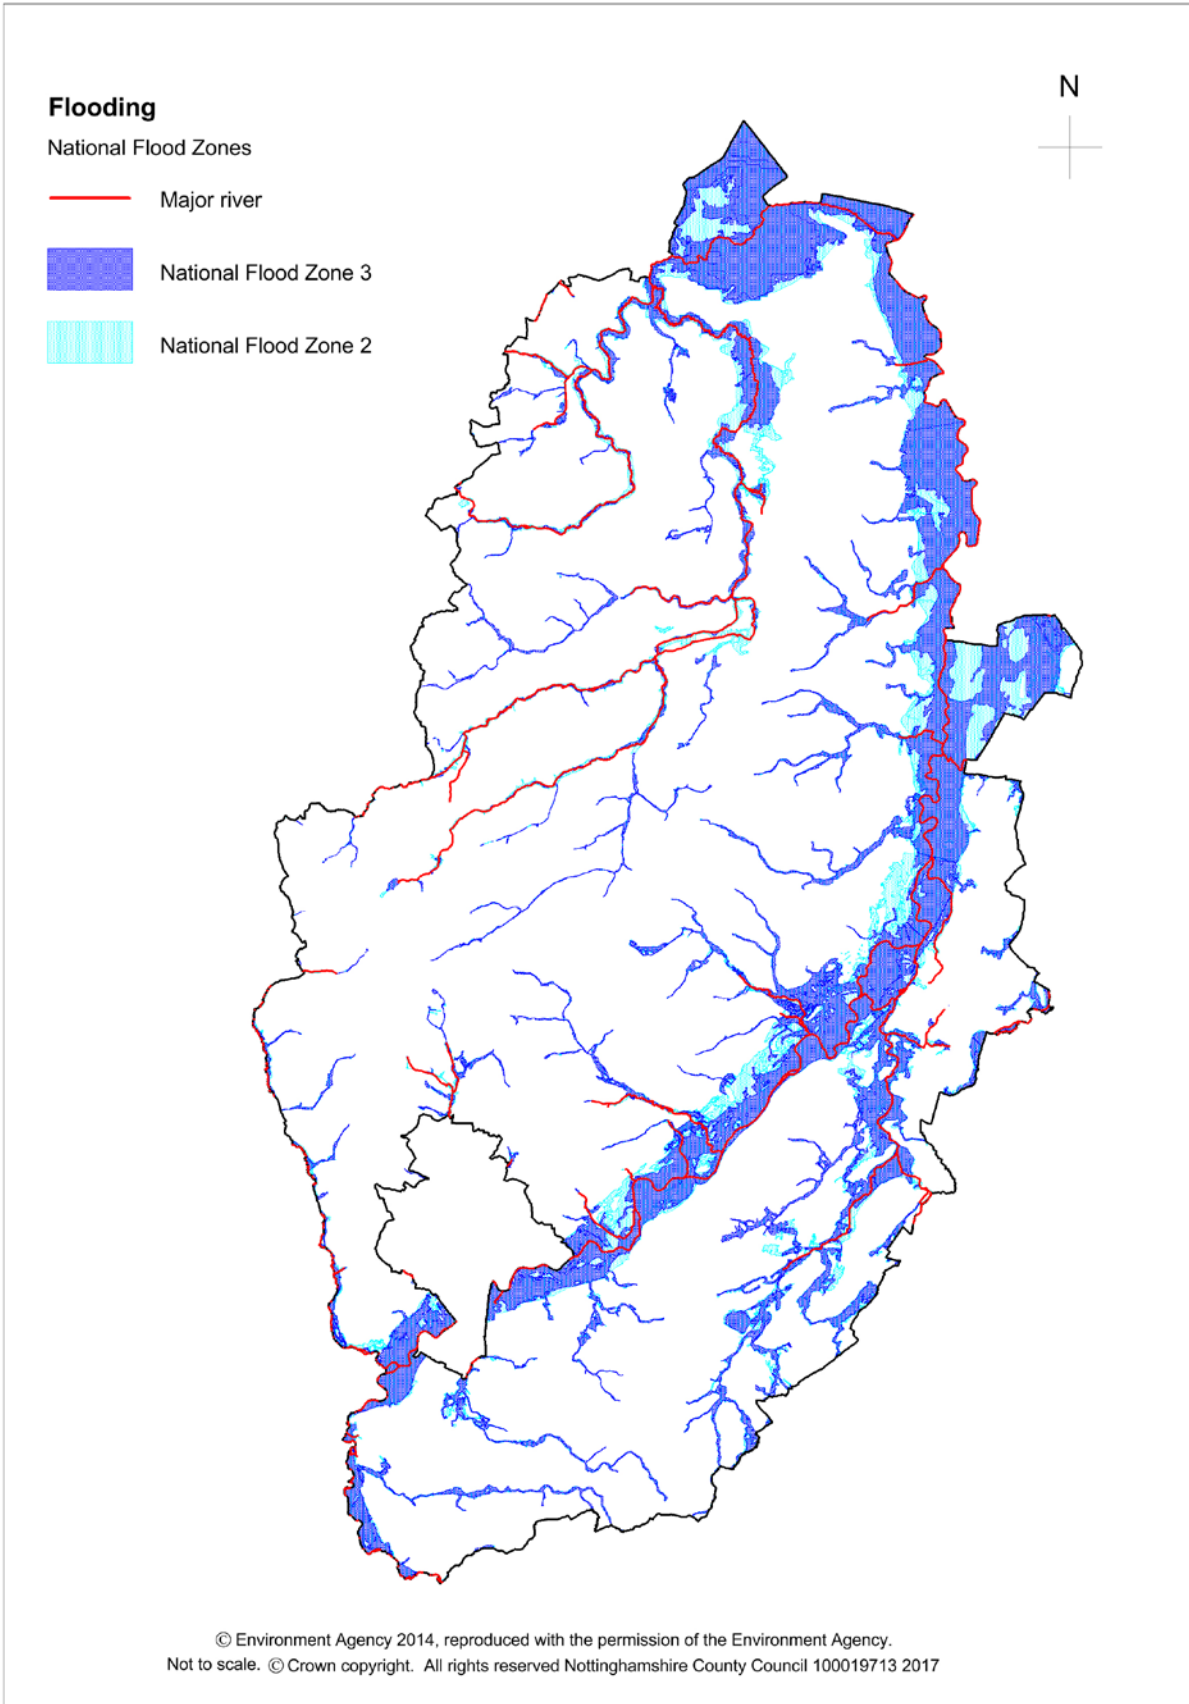 Flooding
National Flood Zones
Major river
National Flood Zone 3
National Flood Zone 2
N
© Environment Agency 2014, reproduced with the permission of the Environment Agency.
Not to scale. © Crown copyright. All rights reserved Nottinghamshire County Council 100019713 2017